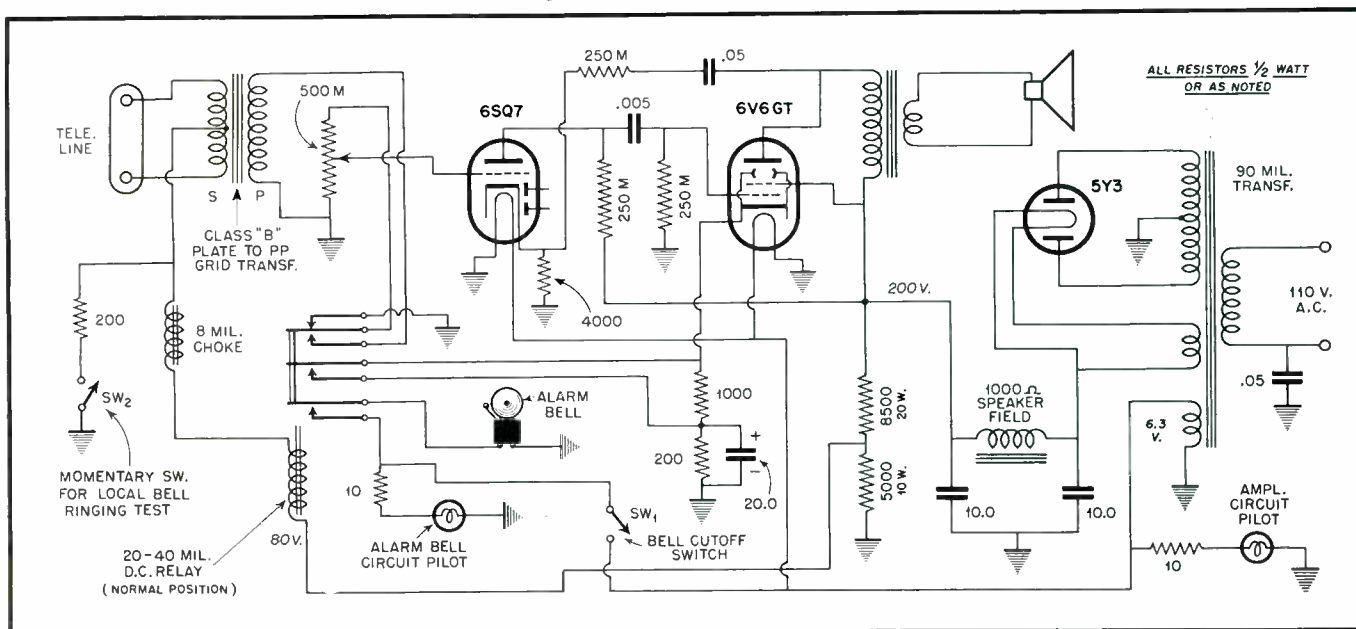 TELE.
LINE
500 M
S
P
CLASS "B"
PLATE TO PP
GRID TRANSF.
200
8 MIL.
CHOKE
SW2
MOMENTARY SW.
FOR LOCAL BELL
RINGING TEST
20-40 MIL.
D.C. RELAY
(NORMAL POSITION)
80V.
10
ALARM BELL
CIRCUIT PILOT
ALARM
BELL
6SQ7
4000
250 M
.05
.005
250 M
250 M
6V6GT
1000
200
+
−
20.0
SW1
BELL CUTOFF
SWITCH
200 V.
8500
20 W.
5000
10 W.
1000 Ω
SPEAKER
FIELD
10.0
10.0
ALL RESISTORS 1/2 WATT
OR AS NOTED
5Y3
90 MIL.
TRANSF.
110 V.
A.C.
.05
6.3
V.
AMPL.
CIRCUIT
PILOT
10